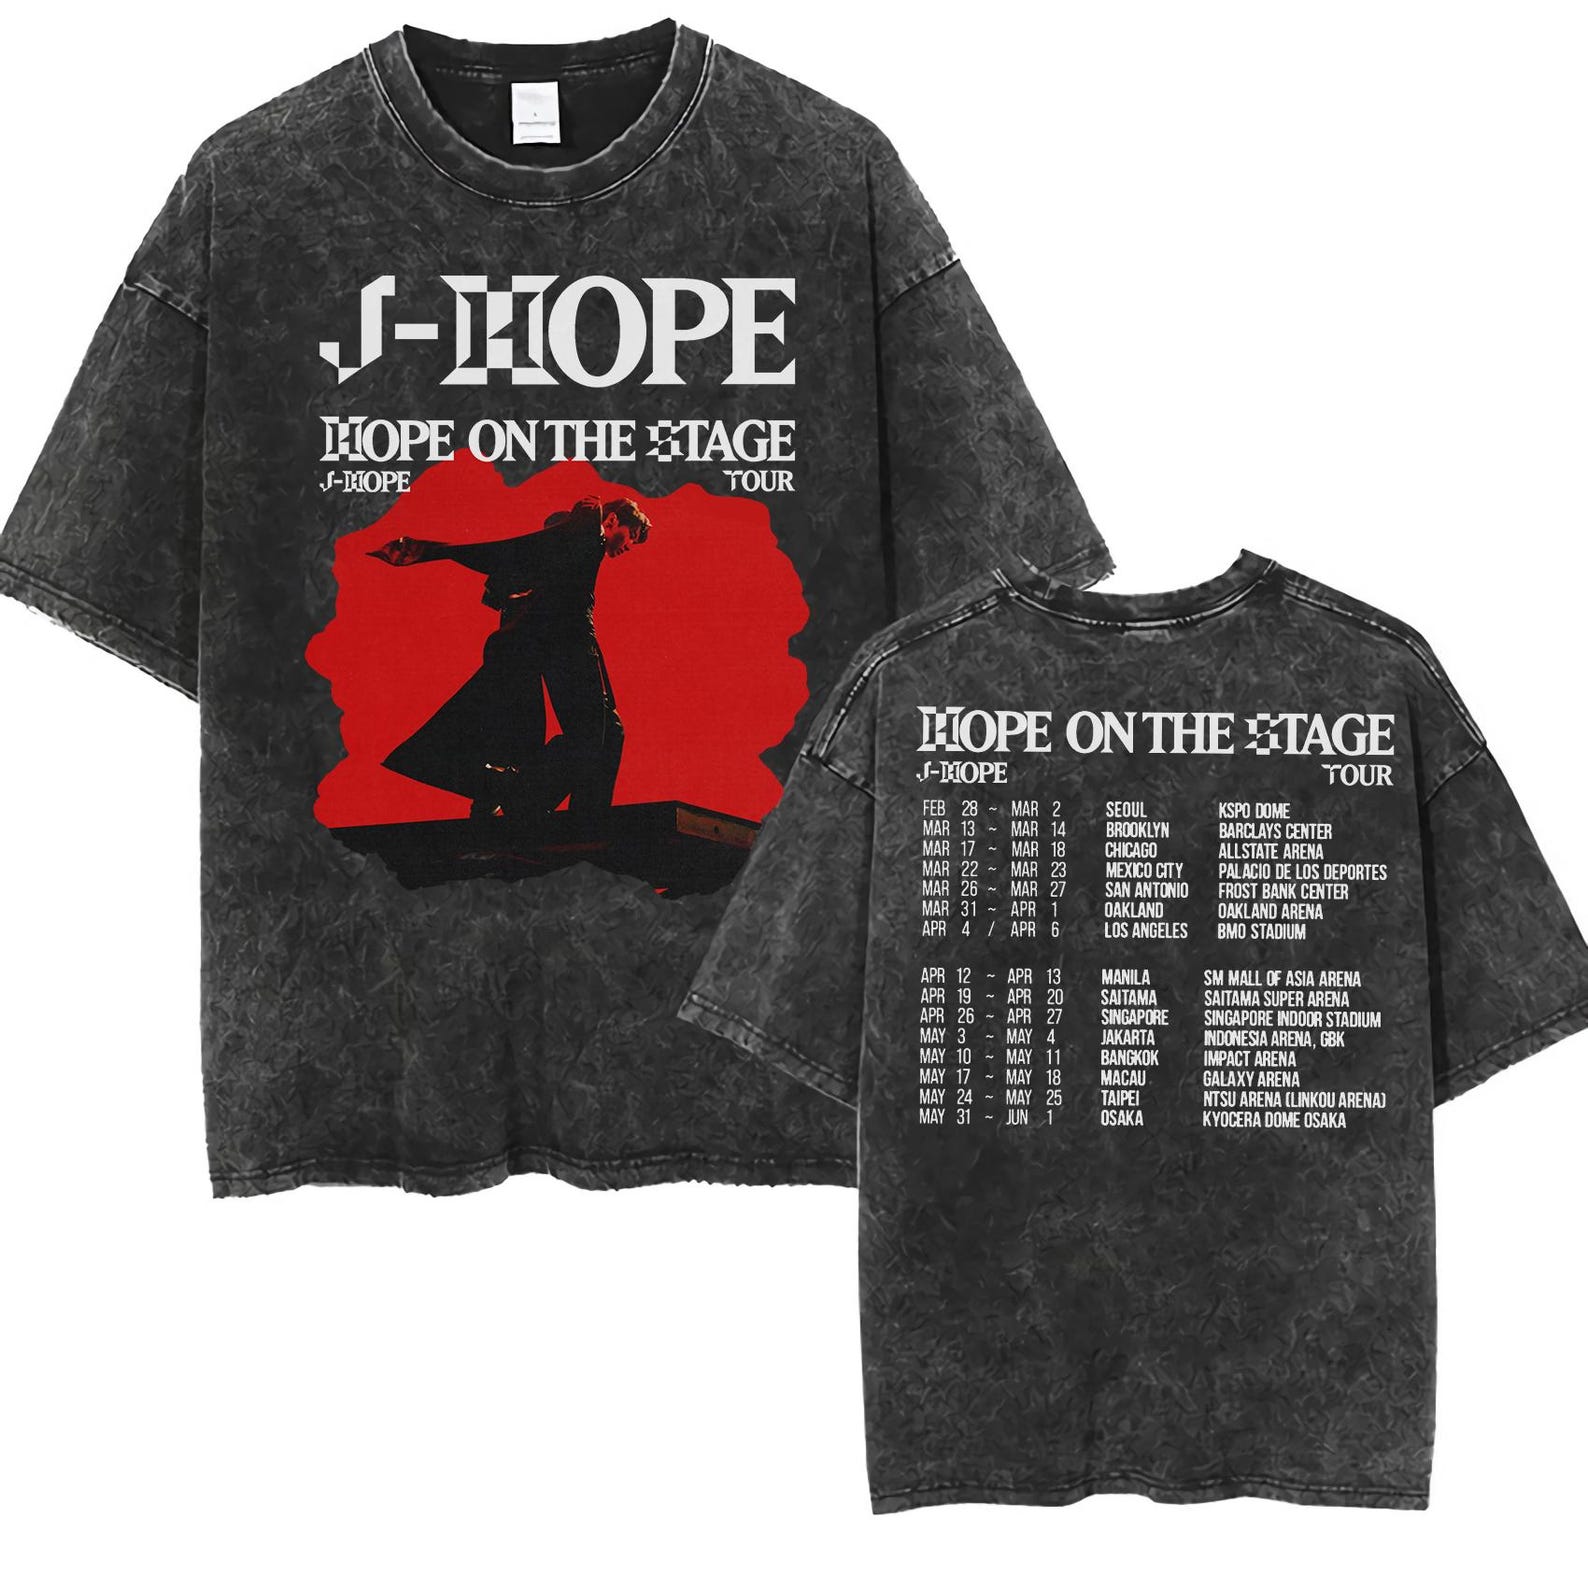 J-HOPE
HOPE ON THE STAGE
J-HOPE TOUR
HOPE ON THE STAGE
J-HOPE TOUR
FEB 28 ~ MAR 2 SEOUL KSPO DOME
MAR 13 ~ MAR 14 BROOKLYN BARCLAYS CENTER
MAR 17 ~ MAR 18 CHICAGO ALLSTATE ARENA
MAR 22 ~ MAR 23 MEXICO CITY PALACIO DE LOS DEPORTES
MAR 26 ~ MAR 27 SAN ANTONIO FROST BANK CENTER
MAR 31 ~ APR 1 OAKLAND OAKLAND ARENA
APR 4 / APR 6 LOS ANGELES BMO STADIUM
APR 12 ~ APR 13 MANILA SM MALL OF ASIA ARENA
APR 19 ~ APR 20 SAITAMA SAITAMA SUPER ARENA
APR 26 ~ APR 27 SINGAPORE SINGAPORE INDOOR STADIUM
MAY 3 ~ MAY 4 JAKARTA INDONESIA ARENA, GBK
MAY 10 ~ MAY 11 BANGKOK IMPACT ARENA
MAY 17 ~ MAY 18 MACAU GALAXY ARENA
MAY 24 ~ MAY 25 TAIPEI NTSU ARENA (LINKOU ARENA)
MAY 31 ~ JUN 1 OSAKA KYOCERA DOME OSAKA